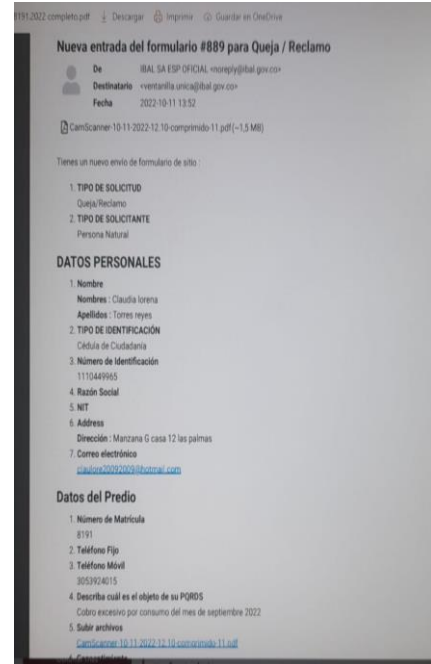 8191.2022 completo.pdf Descargar Imprimir Guardar en OneDrive
Nueva entrada del formulario #889 para Queja / Reclamo
De IBAL SA ESP OFICIAL <noreply@ibal.gov.co>
Destinatario <ventanilla.unica@ibal.gov.co>
Fecha 2022-10-11 13:52
CamScanner-10-11-2022-12.10-comprimido-11.pdf (~1,5 MB)
Tienes un nuevo envio de formulario de sitio :
1. TIPO DE SOLICITUD
Queja/Reclamo
2. TIPO DE SOLICITANTE
Persona Natural
DATOS PERSONALES
1. Nombre
Nombres : Claudia lorena
Apellidos : Torres reyes
2. TIPO DE IDENTIFICACIÓN
Cédula de Ciudadanía
3. Número de Identificación
1110449965
4. Razón Social
5. NIT
6. Address
Dirección : Manzana G casa 12 las palmas
7. Correo electrónico
claulore20092009@hotmail.com
Datos del Predio
1. Número de Matrícula
8191
2. Teléfono Fijo
3. Teléfono Móvil
3053924015
4. Describa cuál es el objeto de su PQRDS
Cobro excesivo por consumo del mes de septiembre 2022
5. Subir archivos
CamScanner-10-11-2022-12.10-comprimido-11.pdf
6. Consentimiento